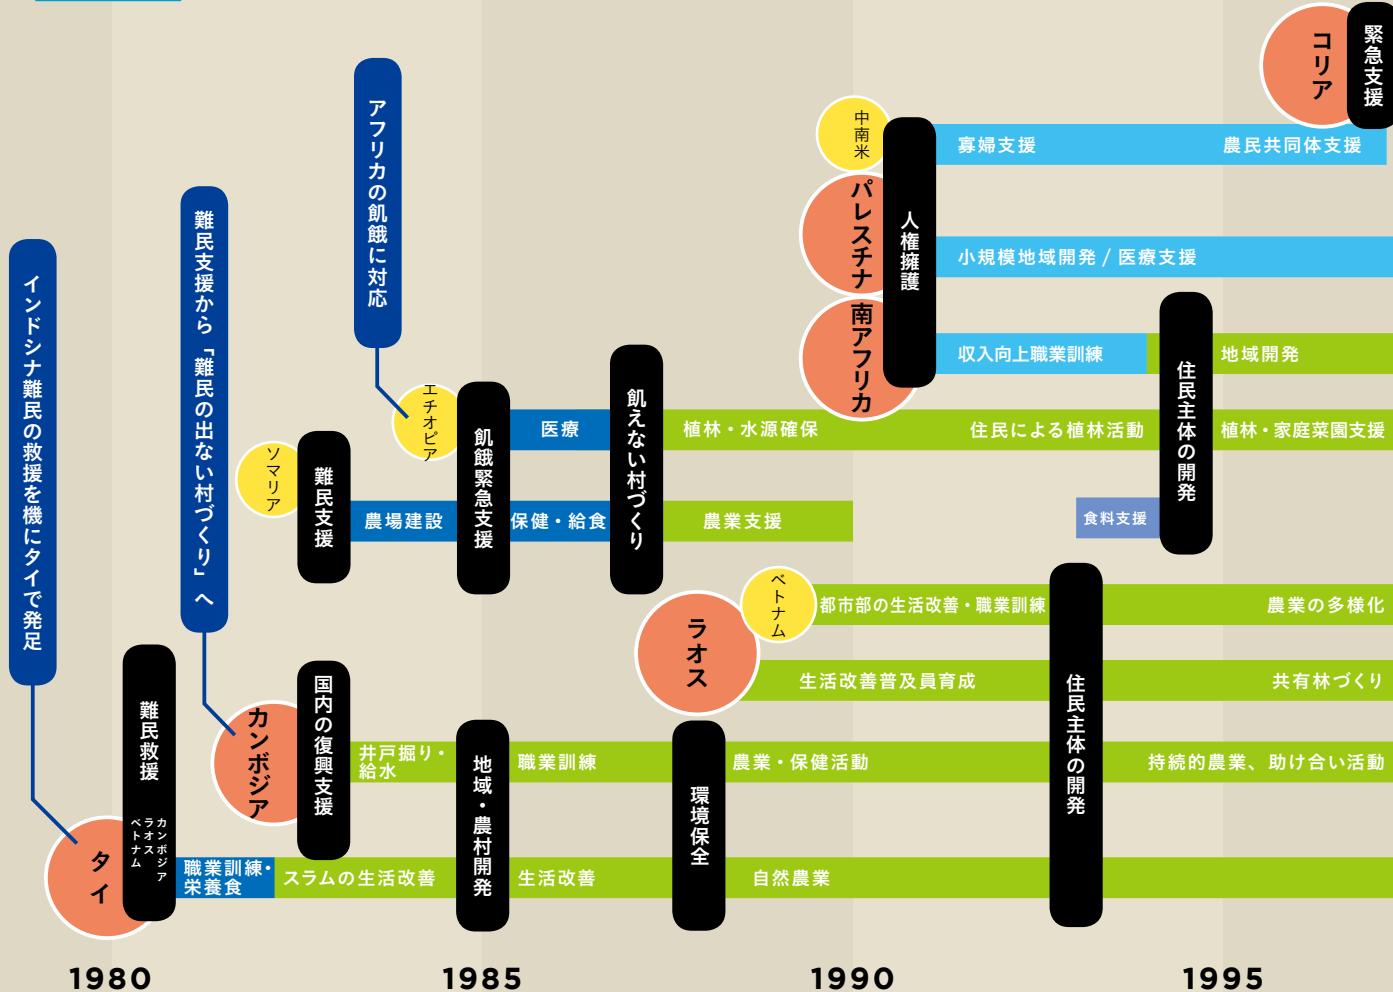 インドシナ難民の救援を機にタイで発足
難民支援から「難民の出ない村づくり」へ
アフリカの飢餓に対応
コリア
緊急支援
中南米
パレスチナ
南アフリカ
人権擁護
寡婦支援
農民共同体支援
小規模地域開発 / 医療支援
収入向上職業訓練
地域開発
住民主体の開発
エチオピア
飢餓緊急支援
医療
飢えない村づくり
植林・水源確保
住民による植林活動
植林・家庭菜園支援
ソマリア
難民支援
農場建設
保健・給食
農業支援
食料支援
ベトナム
都市部の生活改善・職業訓練
農業の多様化
ラオス
生活改善普及員育成
共有林づくり
住民主体の開発
カンボジア
国内の復興支援
井戸掘り・
給水
地域・農村開発
職業訓練
環境保全
農業・保健活動
持続的農業、助け合い活動
タイ
難民救援
カンボジア
ラオス
ベトナム
職業訓練・
栄養食
スラムの生活改善
生活改善
自然農業
1980
1985
1990
1995